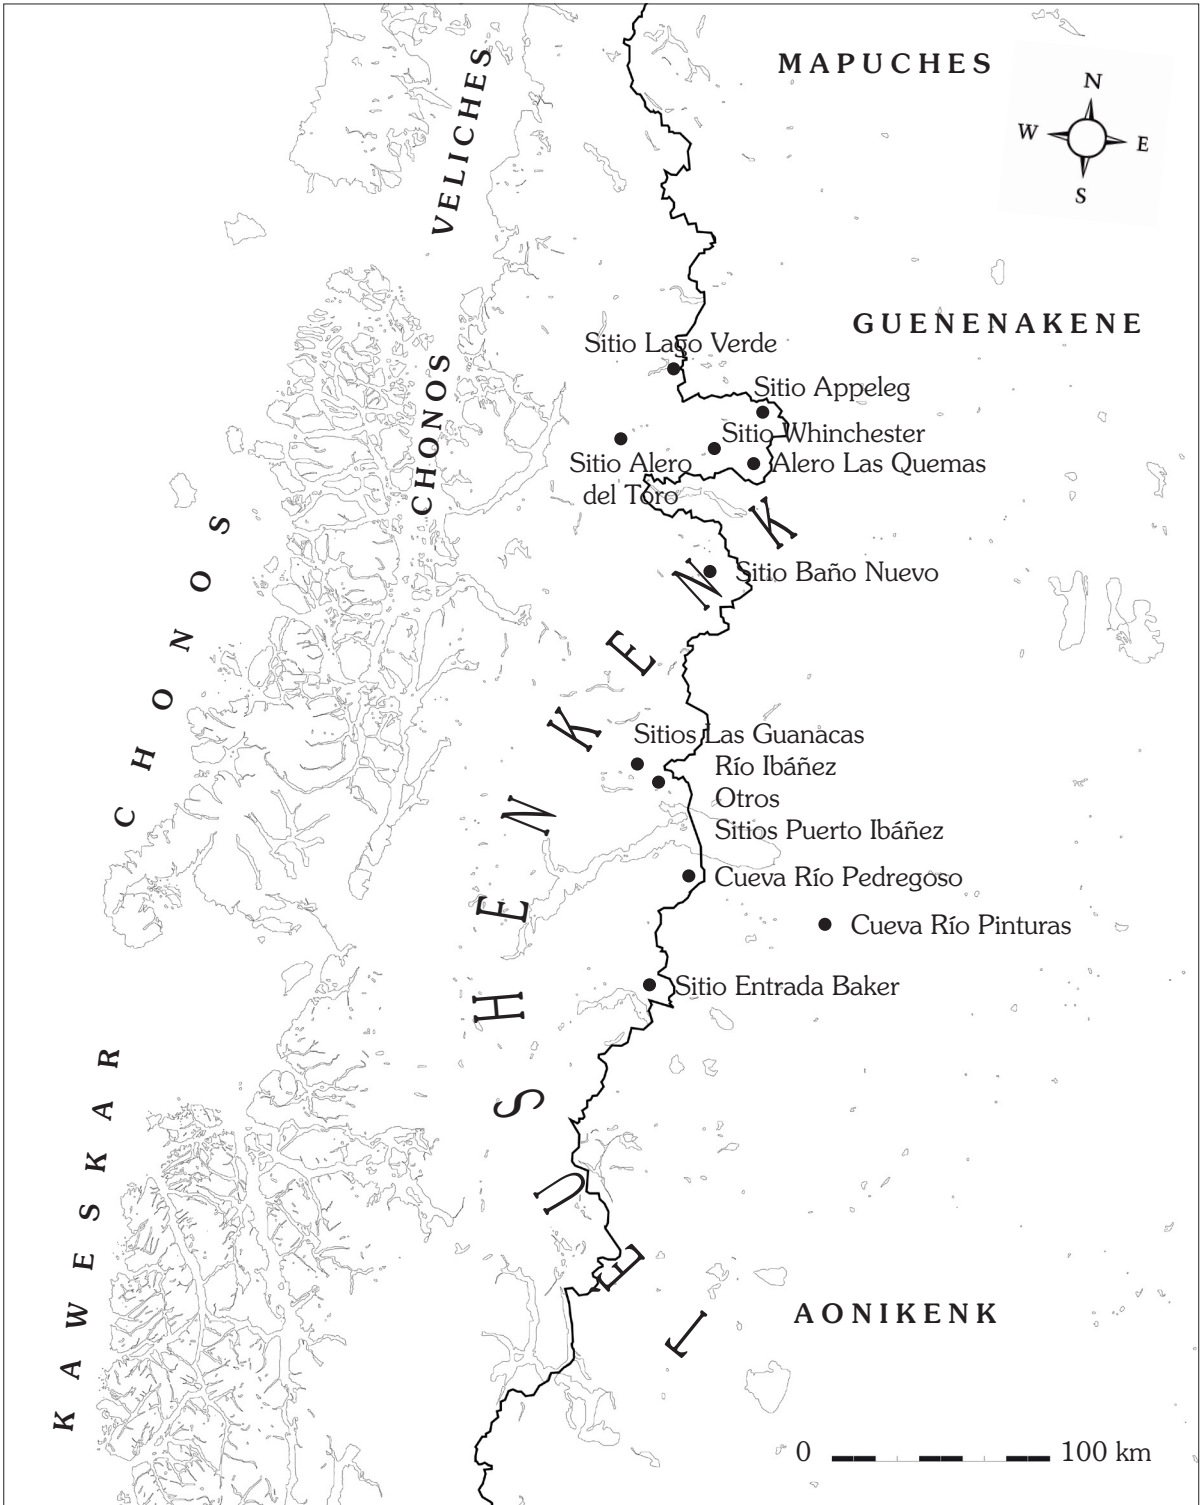 MAPUCHES
N
W
E
S
VELICHES
GUENENAKENE
Sitio Lago Verde
CHONOS
Sitio Appeleg
Sitio Whinchester
Sitio Alero
del Toro
Alero Las Quemas
CHONOS
Sitio Baño Nuevo
Sitios Las Guanacas
Río Ibáñez
Otros
Sitios Puerto Ibáñez
Cueva Río Pedregoso
Cueva Río Pinturas
Sitio Entrada Baker
TEUSHENKENK
KAWESKAR
AONIKENK
0
100 km